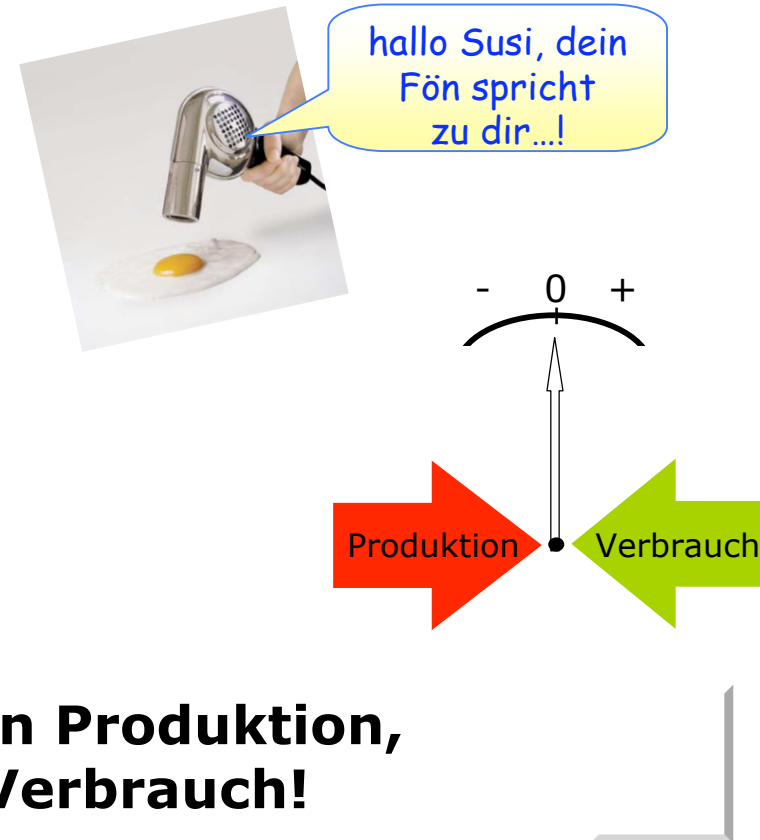 hallo Susi, dein
Fön spricht
zu dir…!
- 0 +
Produktion
Verbrauch
n Produktion,
Verbrauch!